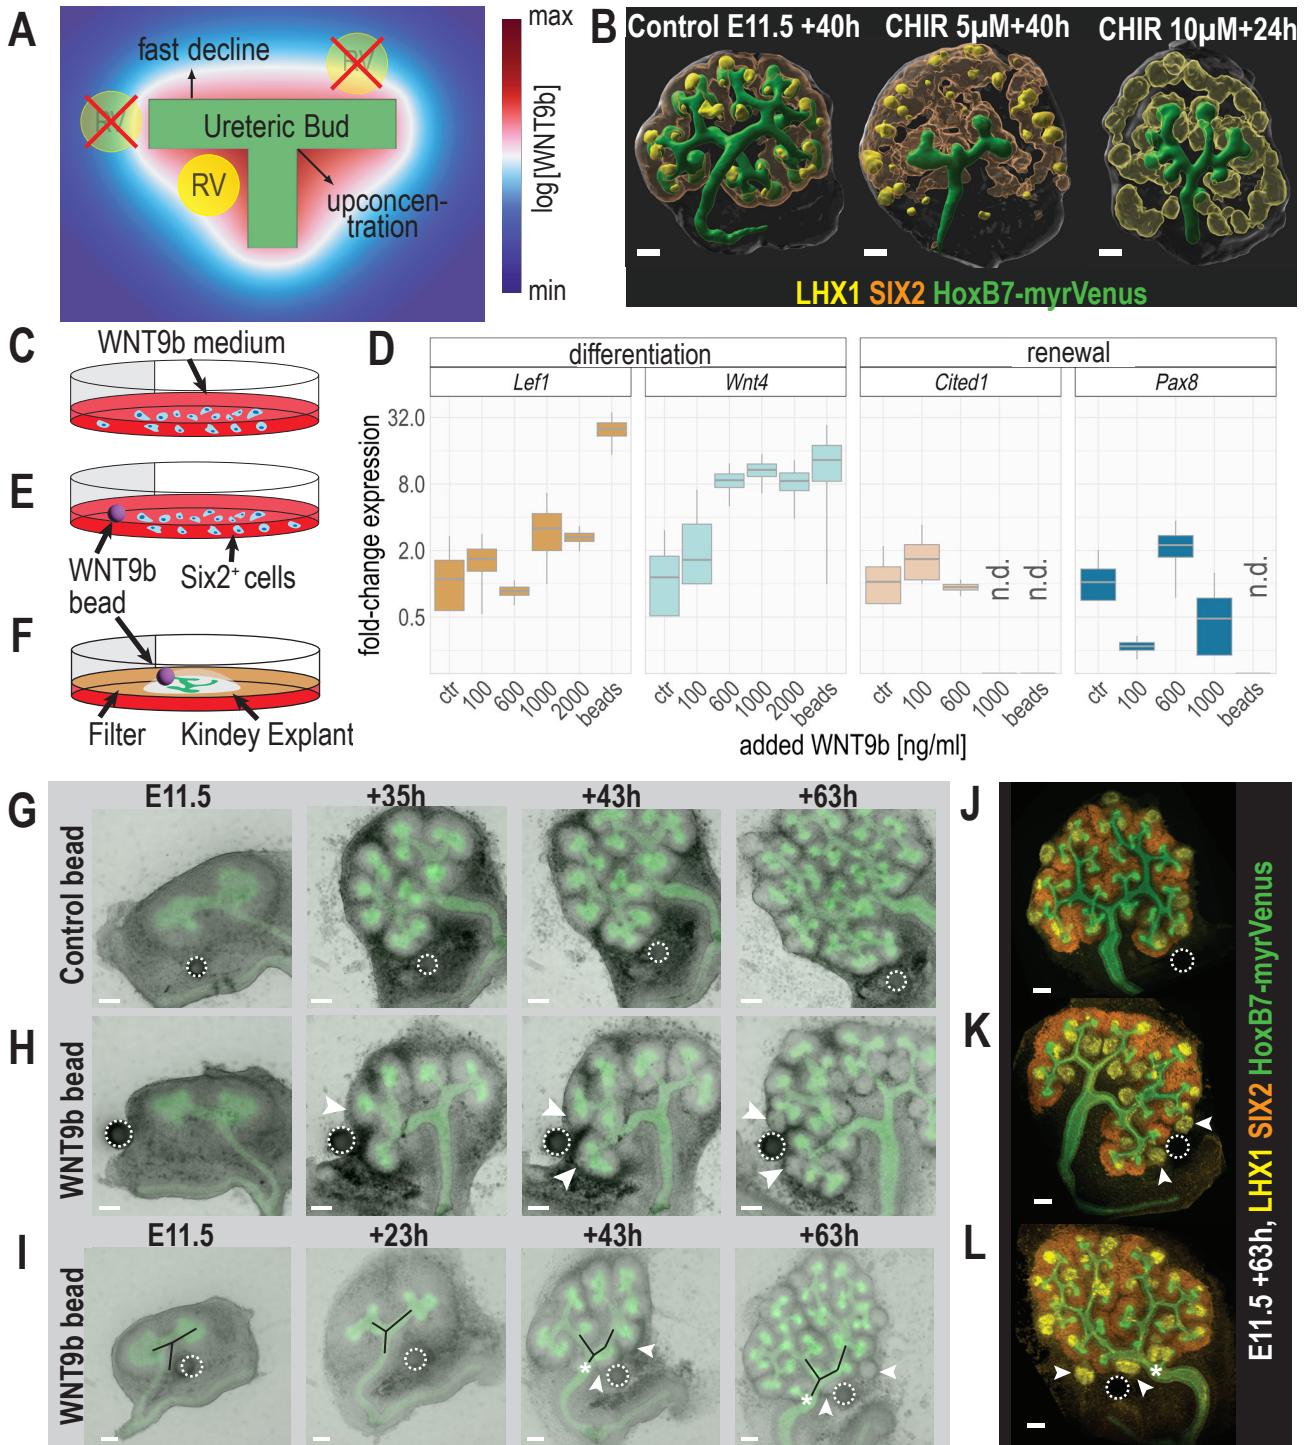 A
fast decline
RV
RV
Ureteric Bud
RV
upconcen-
tration
max
log[WNT9b]
min
B
Control E11.5 +40h
CHIR 5µM+40h
CHIR 10µM+24h
LHX1 SIX2 HoxB7-myrVenus
C
WNT9b medium
E
WNT9b
bead
Six2+ cells
F
Filter
Kindey Explant
D
differentiation
renewal
Lef1
Wnt4
Cited1
Pax8
fold-change expression
32.0
8.0
2.0
0.5
n.d.
n.d.
n.d.
ctr
100
600
1000
2000
beads
ctr
100
600
1000
2000
beads
ctr
100
600
1000
beads
ctr
100
600
1000
beads
added WNT9b [ng/ml]
G
Control bead
E11.5
+35h
+43h
+63h
H
WNT9b bead
I
WNT9b bead
E11.5
+23h
+43h
+63h
*
*
J
K
L
*
E11.5 +63h, LHX1 SIX2 HoxB7-myrVenus